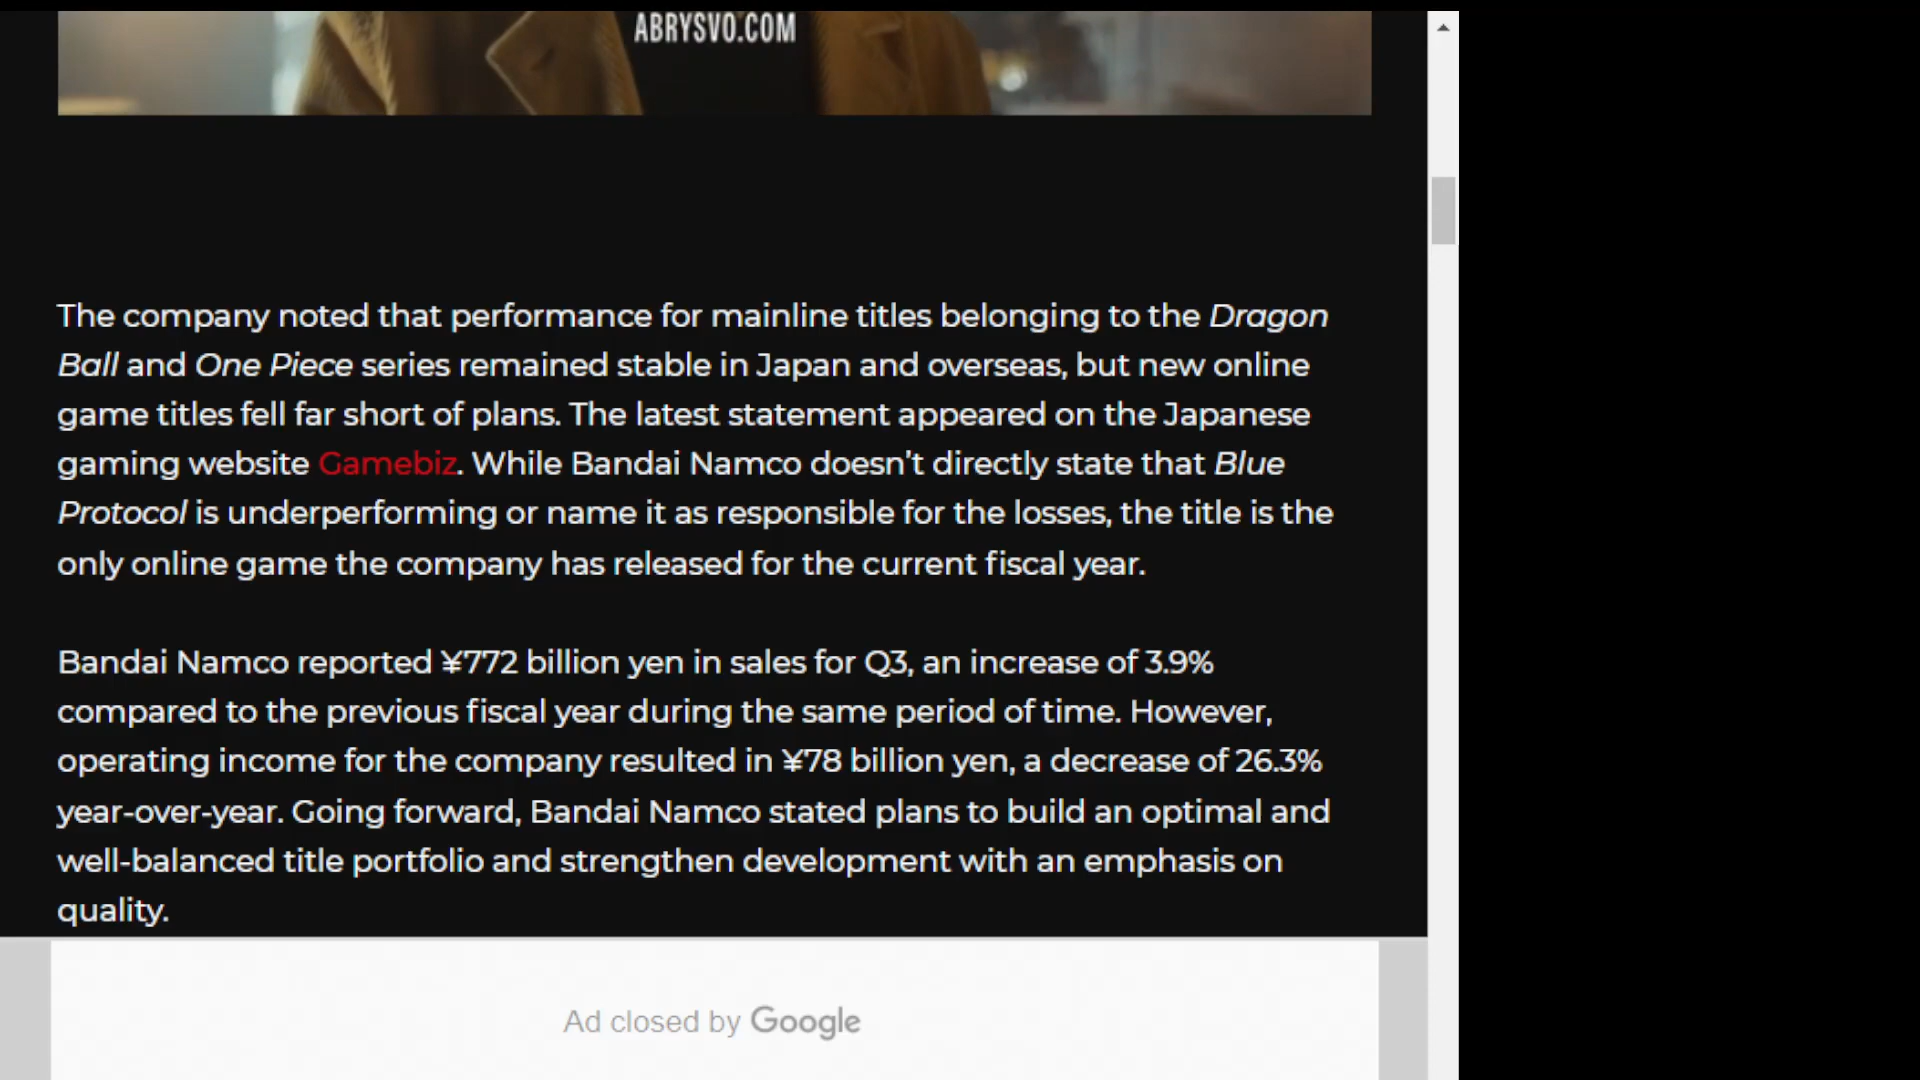 ABRYSVO.COM
The company noted that performance for mainline titles belonging to the Dragon
Ball and One Piece series remained stable in Japan and overseas, but new online
game titles fell far short of plans. The latest statement appeared on the Japanese
gaming website Gamebiz. While Bandai Namco doesn't directly state that Blue
Protocol is underperforming or name it as responsible for the losses, the title is the
only online game the company has released for the current fiscal year.
Bandai Namco reported ¥772 billion yen in sales for Q3, an increase of 3.9%
compared to the previous fiscal year during the same period of time. However,
operating income for the company resulted in ¥78 billion yen, a decrease of 26.3%
year-over-year. Going forward, Bandai Namco stated plans to build an optimal and
well-balanced title portfolio and strengthen development with an emphasis on
quality.
Ad closed by Google